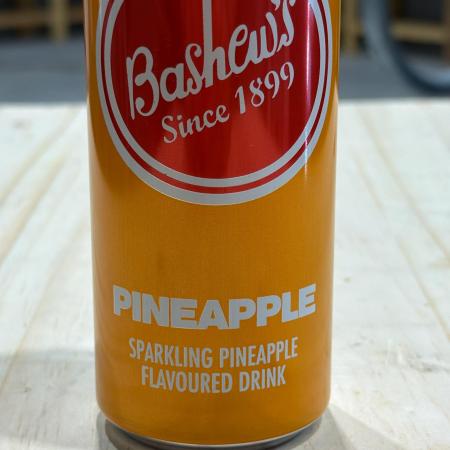 Bashew's
Since 1899
PINEAPPLE
SPARKLING PINEAPPLE
FLAVOURED DRINK